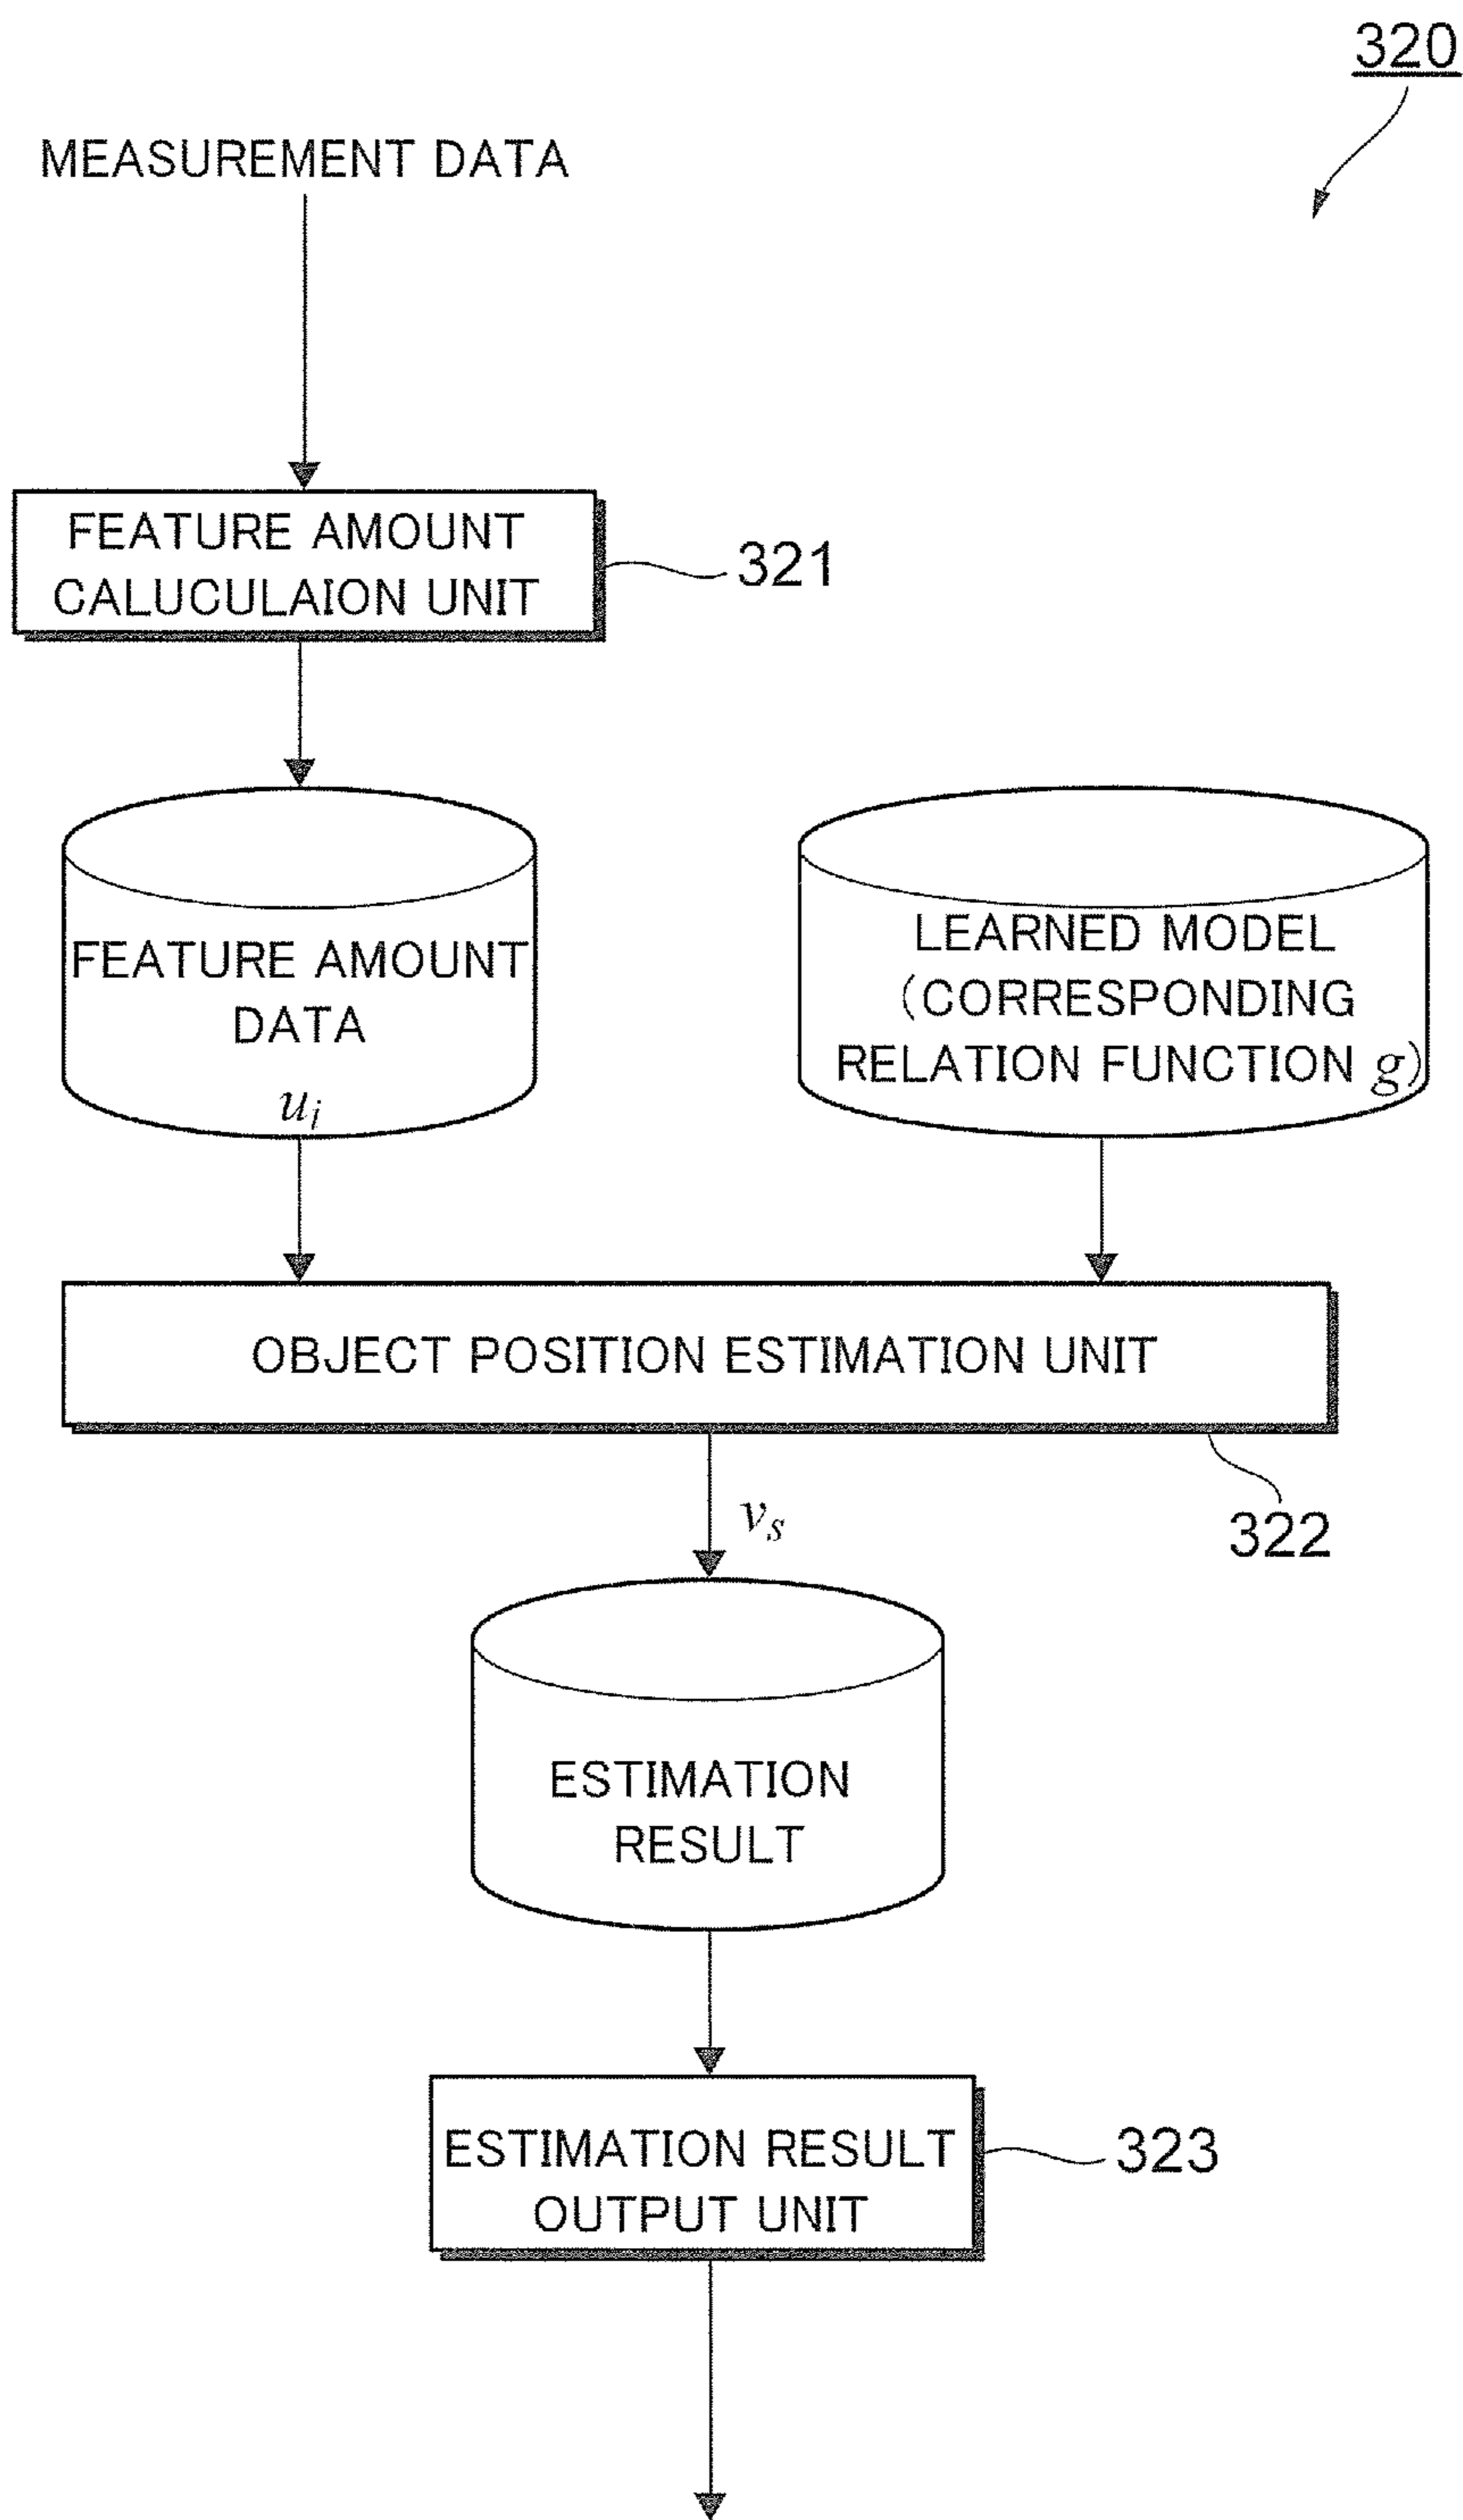 320
MEASUREMENT DATA
FEATURE AMOUNT
CALUCULAION UNIT
321
FEATURE AMOUNT
DATA
ui
LEARNED MODEL
(CORRESPONDING
RELATION FUNCTION g)
OBJECT POSITION ESTIMATION UNIT
322
vs
ESTIMATION
RESULT
ESTIMATION RESULT
OUTPUT UNIT
323